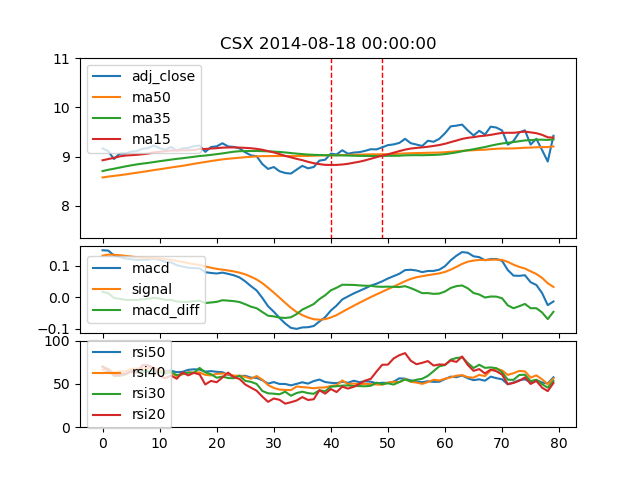 CSX 2014-08-18 00:00:00
11
10
9
8
adj_close
ma50
ma35
ma15
0.1
0.0
−0.1
macd
signal
macd_diff
100
50
0
rsi50
rsi40
rsi30
rsi20
0 10 20 30 40 50 60 70 80